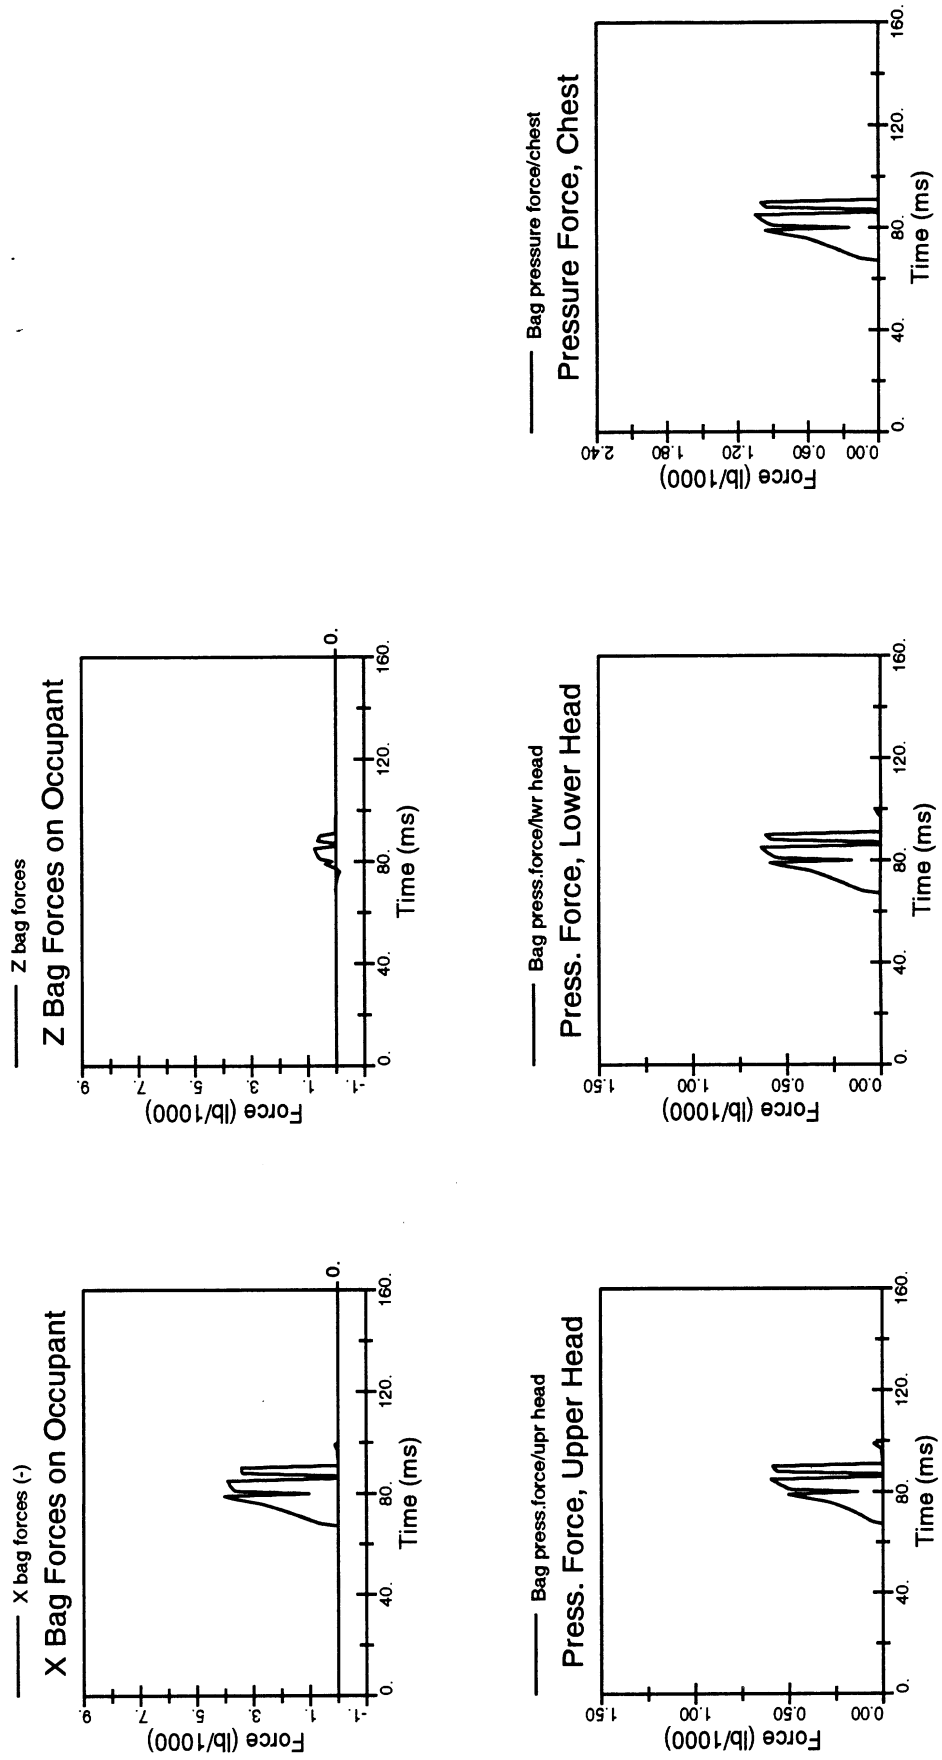 X bag forces (-)
X Bag Forces on Occupant
Force (lb/1000)
9.
7.
5.
3.
1.
-1.
0.
0.
40.
80.
120.
160.
Time (ms)
Z bag forces
Z Bag Forces on Occupant
Force (lb/1000)
9.
7.
5.
3.
1.
-1.
0.
0.
40.
80.
120.
160.
Time (ms)
Bag press.force/upr head
Press. Force, Upper Head
Force (lb/1000)
1.50
1.00
0.50
0.00
0.
40.
80.
120.
160.
Time (ms)
Bag press.force/lwr head
Press. Force, Lower Head
Force (lb/1000)
1.50
1.00
0.50
0.00
0.
40.
80.
120.
160.
Time (ms)
Bag pressure force/chest
Pressure Force, Chest
Force (lb/1000)
2.40
1.80
1.20
0.60
0.00
0.
40.
80.
120.
160.
Time (ms)